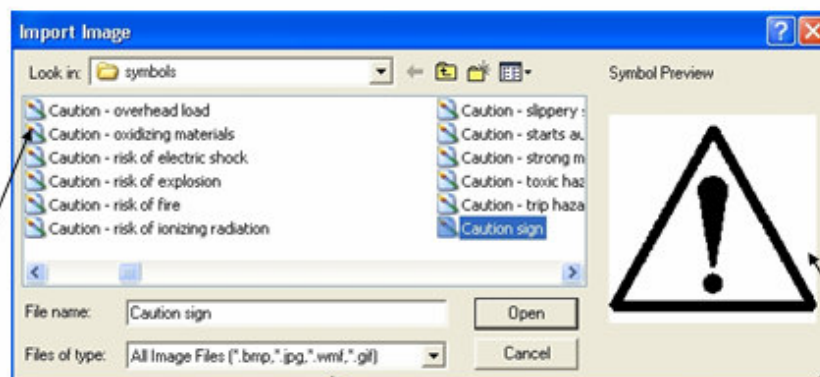 Import Image
Look in: symbols
Symbol Preview
Caution - overhead load
Caution - oxidizing materials
Caution - risk of electric shock
Caution - risk of explosion
Caution - risk of fire
Caution - risk of ionizing radiation
Caution - slippery
Caution - starts
Caution - strong
Caution - toxic
Caution - trip
Caution sign
File name: Caution sign
Open
Files of type: All Image Files (*.bmp,*.jpg,*.wmf,*.gif)
Cancel